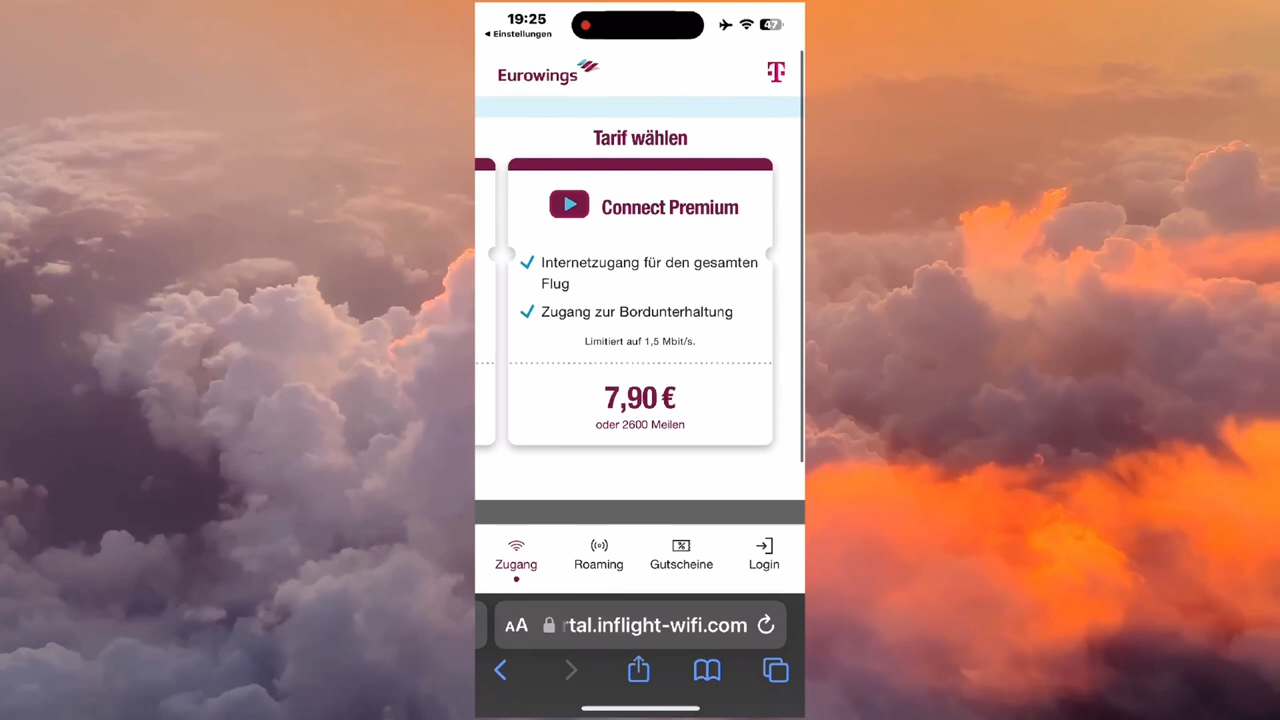 19:25
47
◀ Einstellungen
Eurowings
T
Tarif wählen
Connect Premium
Internetzugang für den gesamten
Flug
Zugang zur Bordunterhaltung
Limitiert auf 1,5 Mbit/s.
7,90 €
oder 2600 Meilen
Zugang
Roaming
Gutscheine
Login
AA
tal.inflight-wifi.com